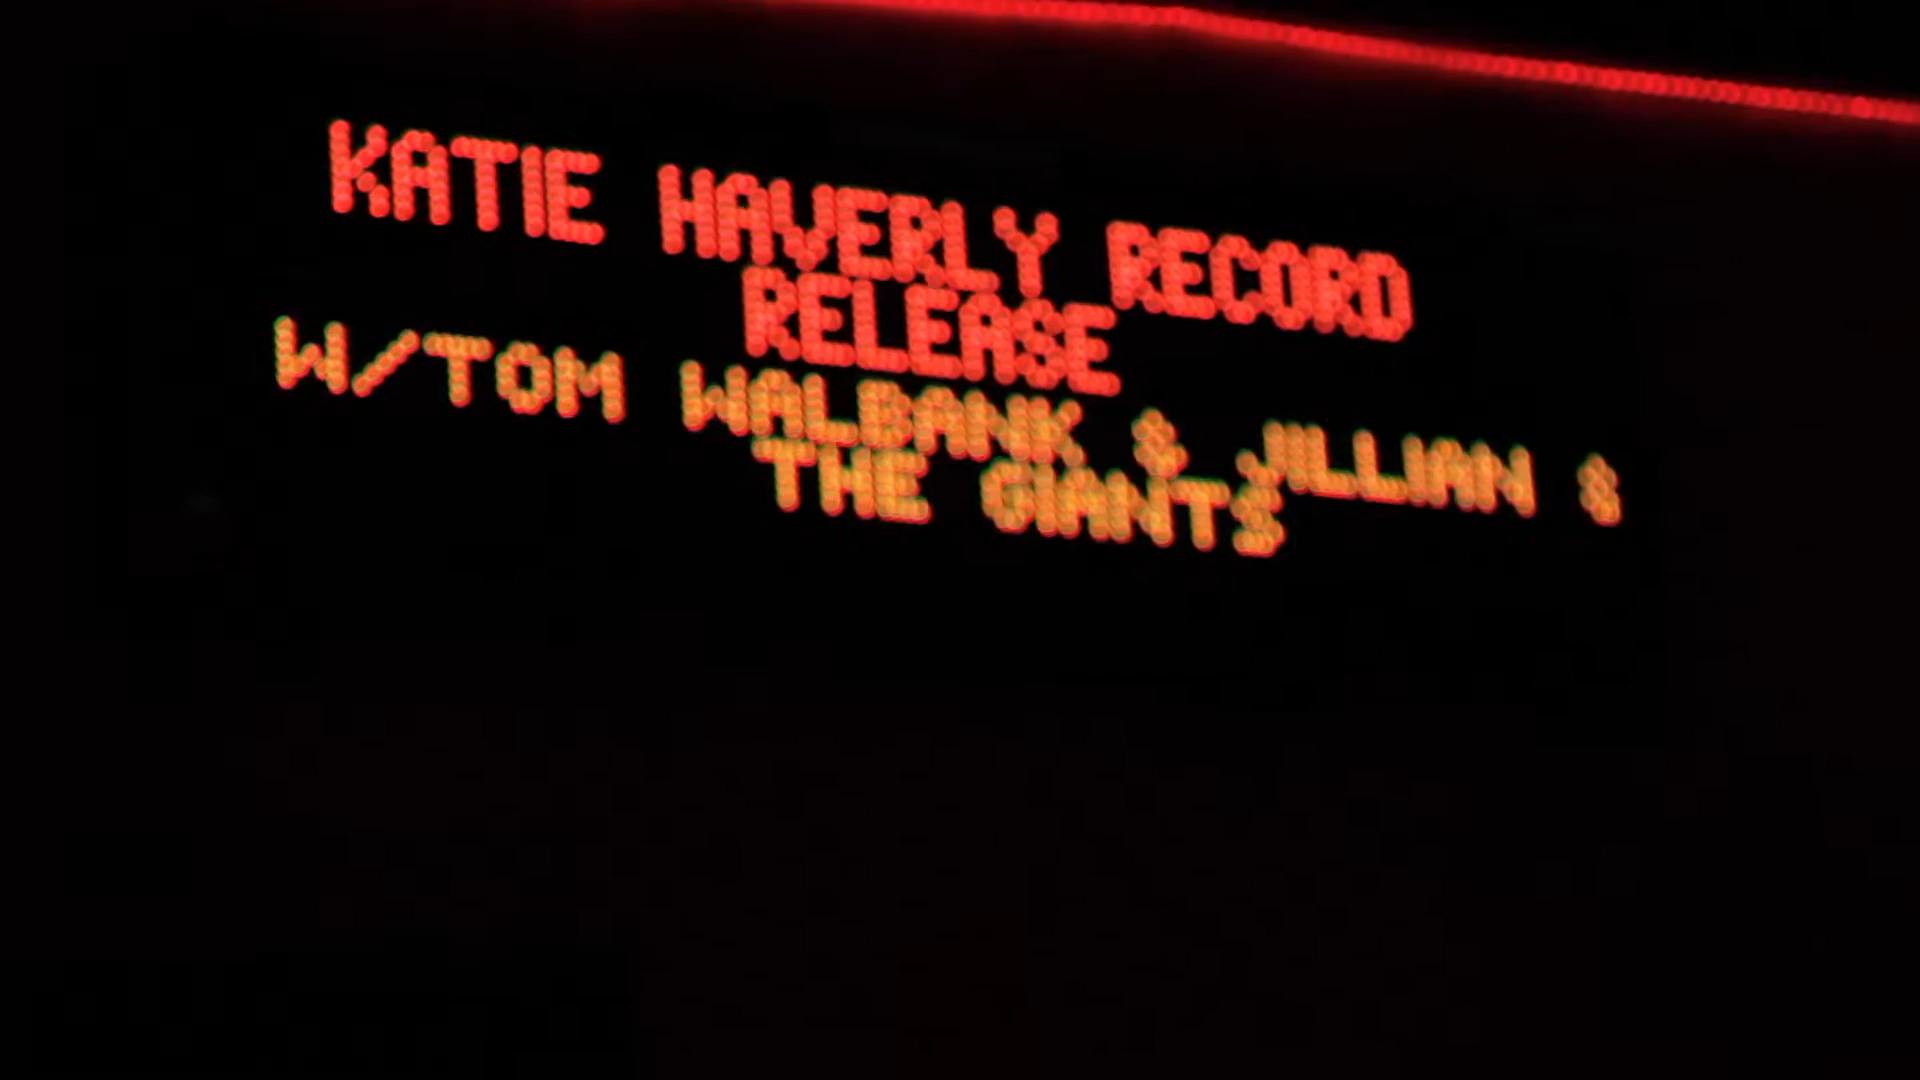 KATIE HAVERLY RECORD
RELEASE
W/TOM WALBANK & JILLIAN &
THE GIANTS